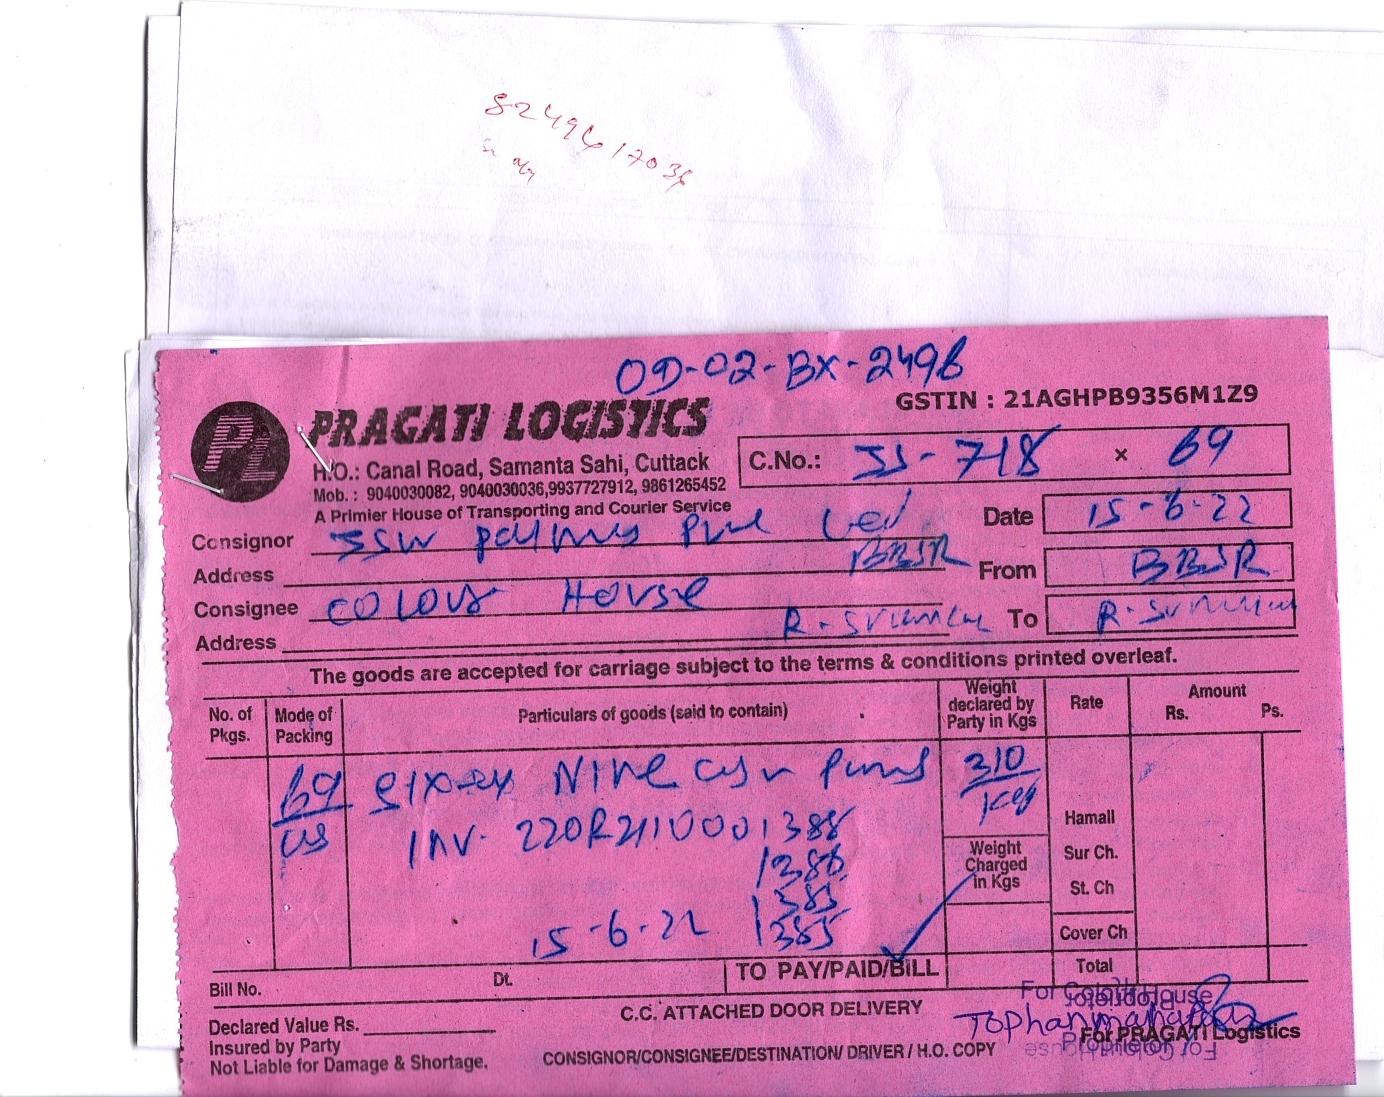 OD-02-BX-2496
GSTIN : 21AGHPB9356M1Z9
PL
PRAGATI LOGISTICS
H.O.: Canal Road, Samanta Sahi, Cuttack
Mob. : 9040030082, 9040030036,9937727912, 9861265452
A Primier House of Transporting and Courier Service
C.No.: JJ-718 × 69
Date 15-6-22
Consignor
Address BBSR
From BBSR
Consignee COLOUR HOUSE
Address
To
The goods are accepted for carriage subject to the terms & conditions printed overleaf.
No. of Pkgs.
Mode of Packing
Particulars of goods (said to contain)
Weight declared by Party in Kgs
Rate
Amount
Rs. Ps.
69 NINE 310
INV. 220R21100001388
1386
1385
15-6-22
Weight Charged in Kgs
Hamall
Sur Ch.
St. Ch
Cover Ch
Total
TO PAY/PAID/BILL
Bill No. Dt.
C.C. ATTACHED DOOR DELIVERY
Declared Value Rs.
Insured by Party
Not Liable for Damage & Shortage.
CONSIGNOR/CONSIGNEE/DESTINATION/ DRIVER / H.O. COPY
For Colour House
Proprietor
For PRAGATI Logistics